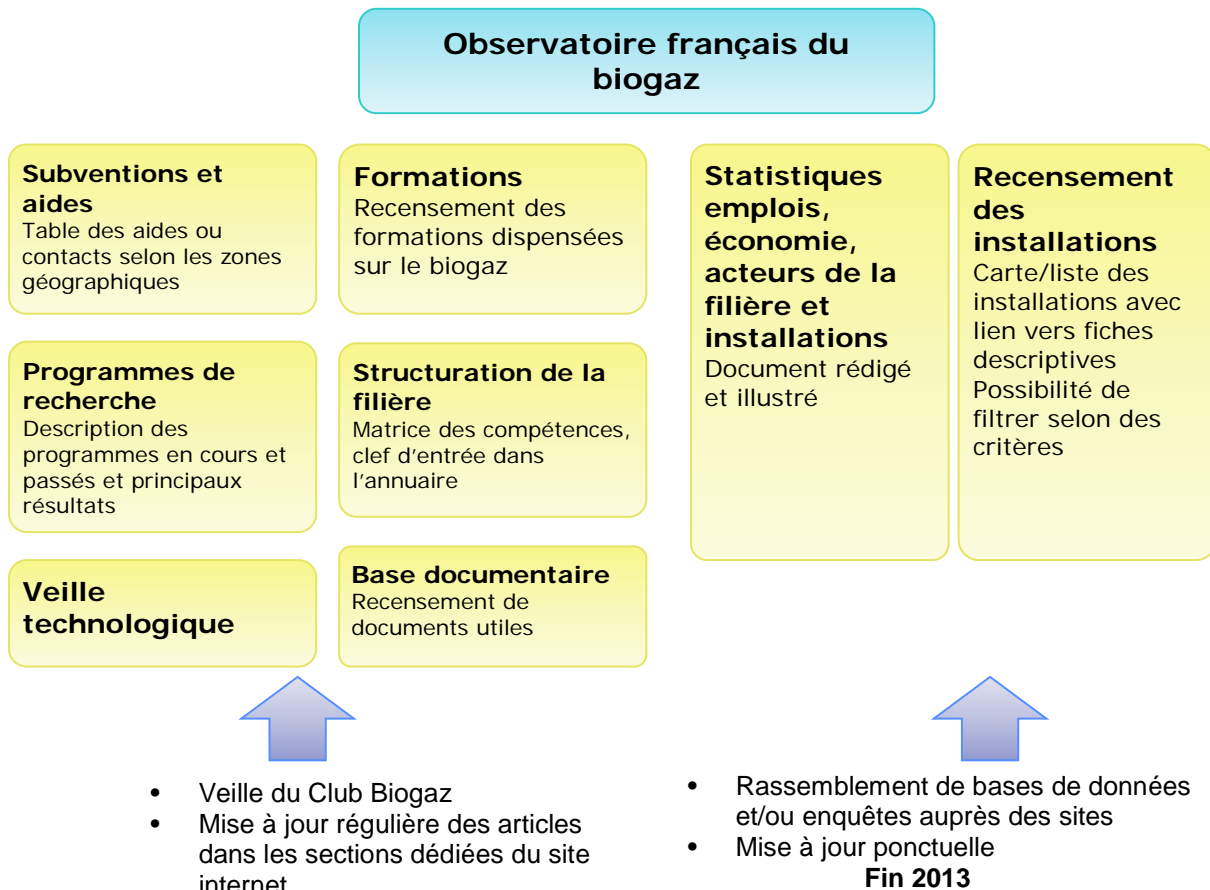 Observatoire français du
biogaz
Subventions et
aides
Table des aides ou
contacts selon les zones
géographiques
Formations
Recensement des
formations dispensées
sur le biogaz
Programmes de
recherche
Description des
programmes en cours et
passés et principaux
résultats
Structuration de la
filière
Matrice des compétences,
clef d'entrée dans
l'annuaire
Veille
technologique
Base documentaire
Recensement de
documents utiles
Statistiques
emplois,
économie,
acteurs de la
filière et
installations
Document rédigé
et illustré
Recensement
des
installations
Carte/liste des
installations avec
lien vers fiches
descriptives
Possibilité de
filtrer selon des
critères
• Veille du Club Biogaz
• Mise à jour régulière des articles
dans les sections dédiées du site
internet
• Rassemblement de bases de données
et/ou enquêtes auprès des sites
• Mise à jour ponctuelle
Fin 2013